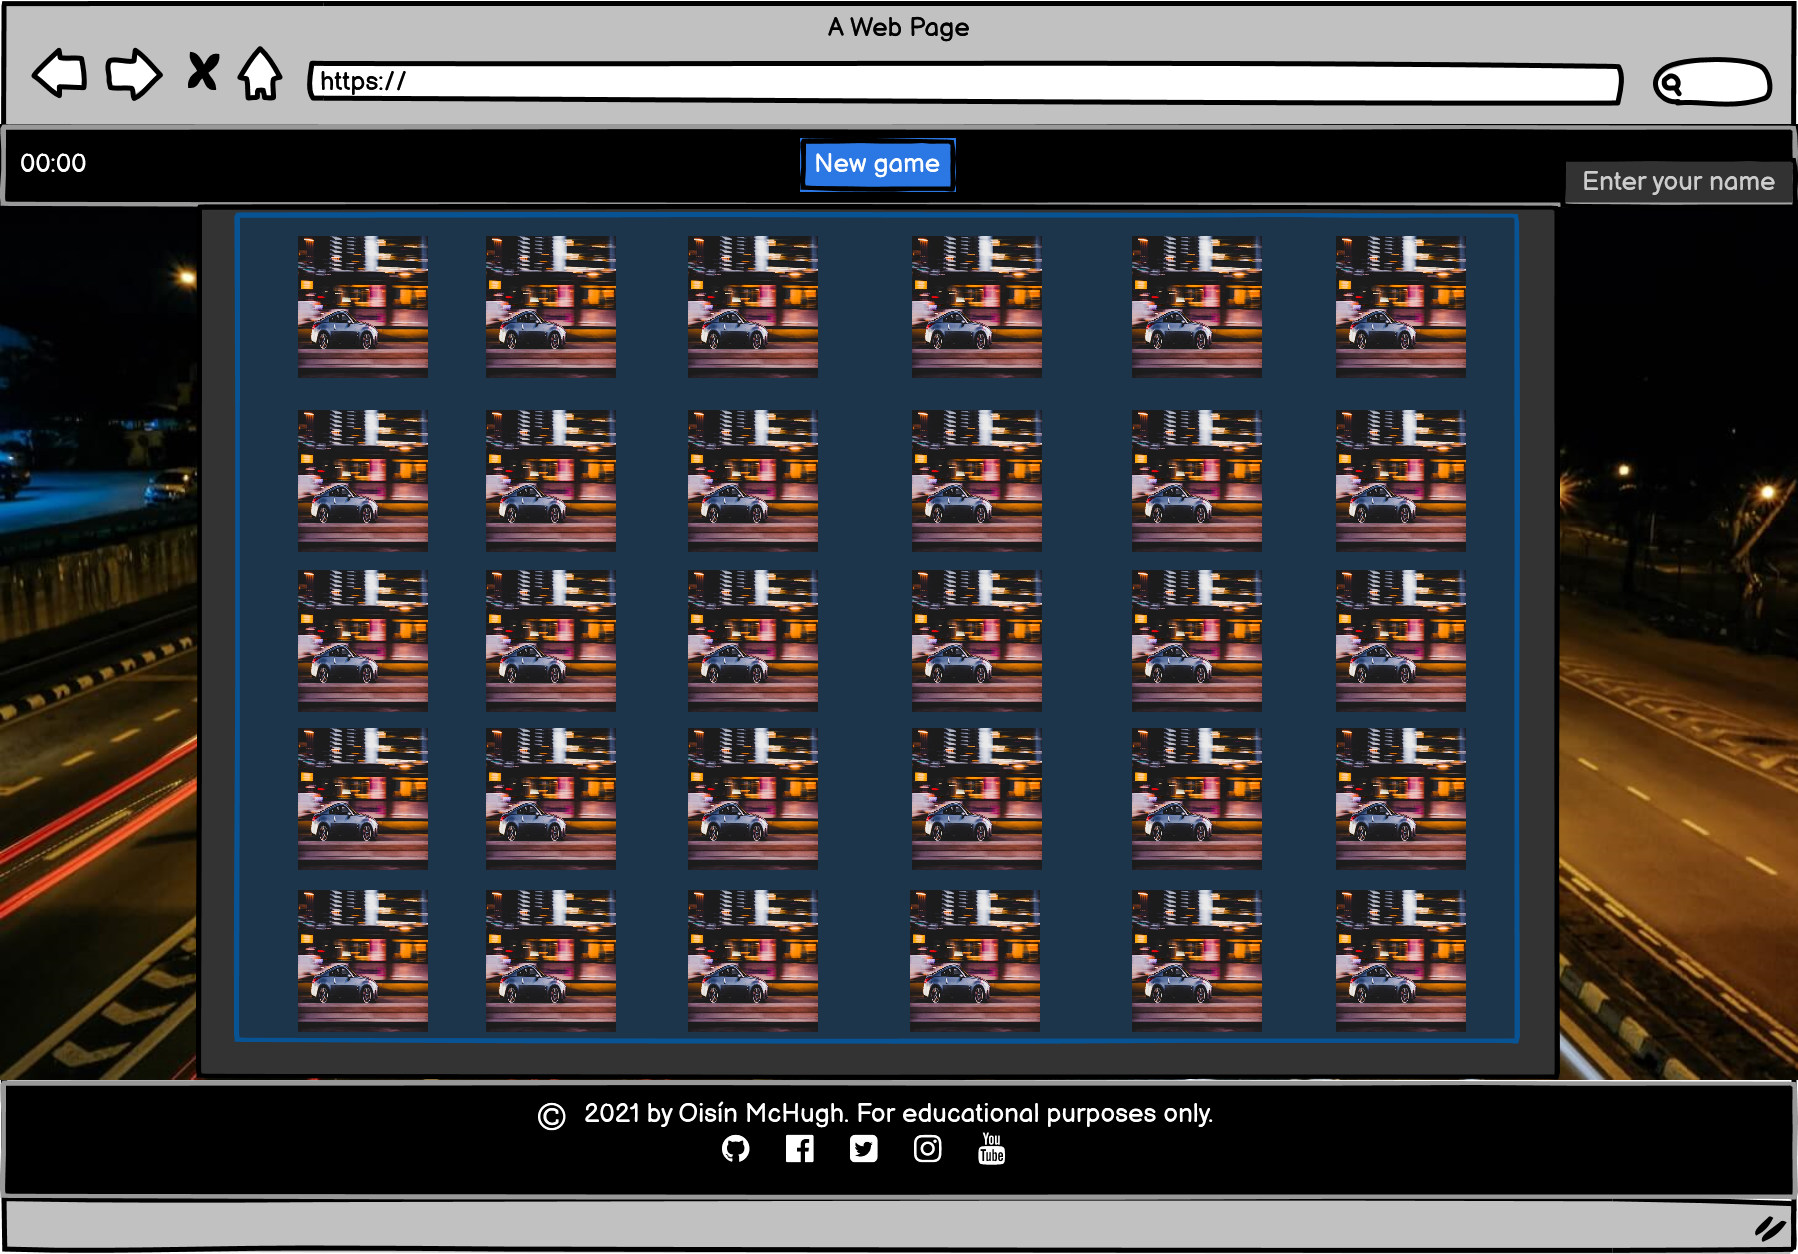 A Web Page
https://
00:00
New game
Enter your name
© 2021 by Oisín McHugh. For educational purposes only.
You
Tube